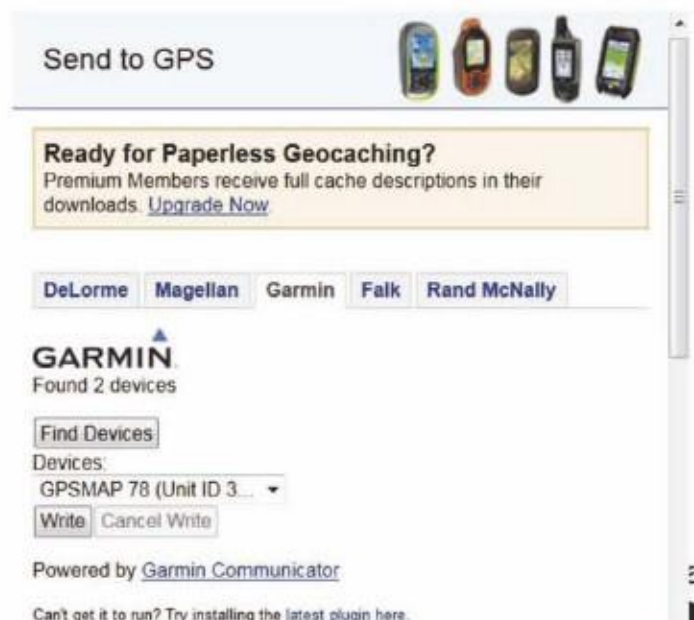 Send to GPS
Ready for Paperless Geocaching?
Premium Members receive full cache descriptions in their
downloads. Upgrade Now
DeLorme Magellan Garmin Falk Rand McNally
GARMIN
Found 2 devices
Find Devices
Devices:
GPSMAP 78 (Unit ID 3...
Write Cancel Write
Powered by Garmin Communicator
Can't get it to run? Try installing the latest plugin here.